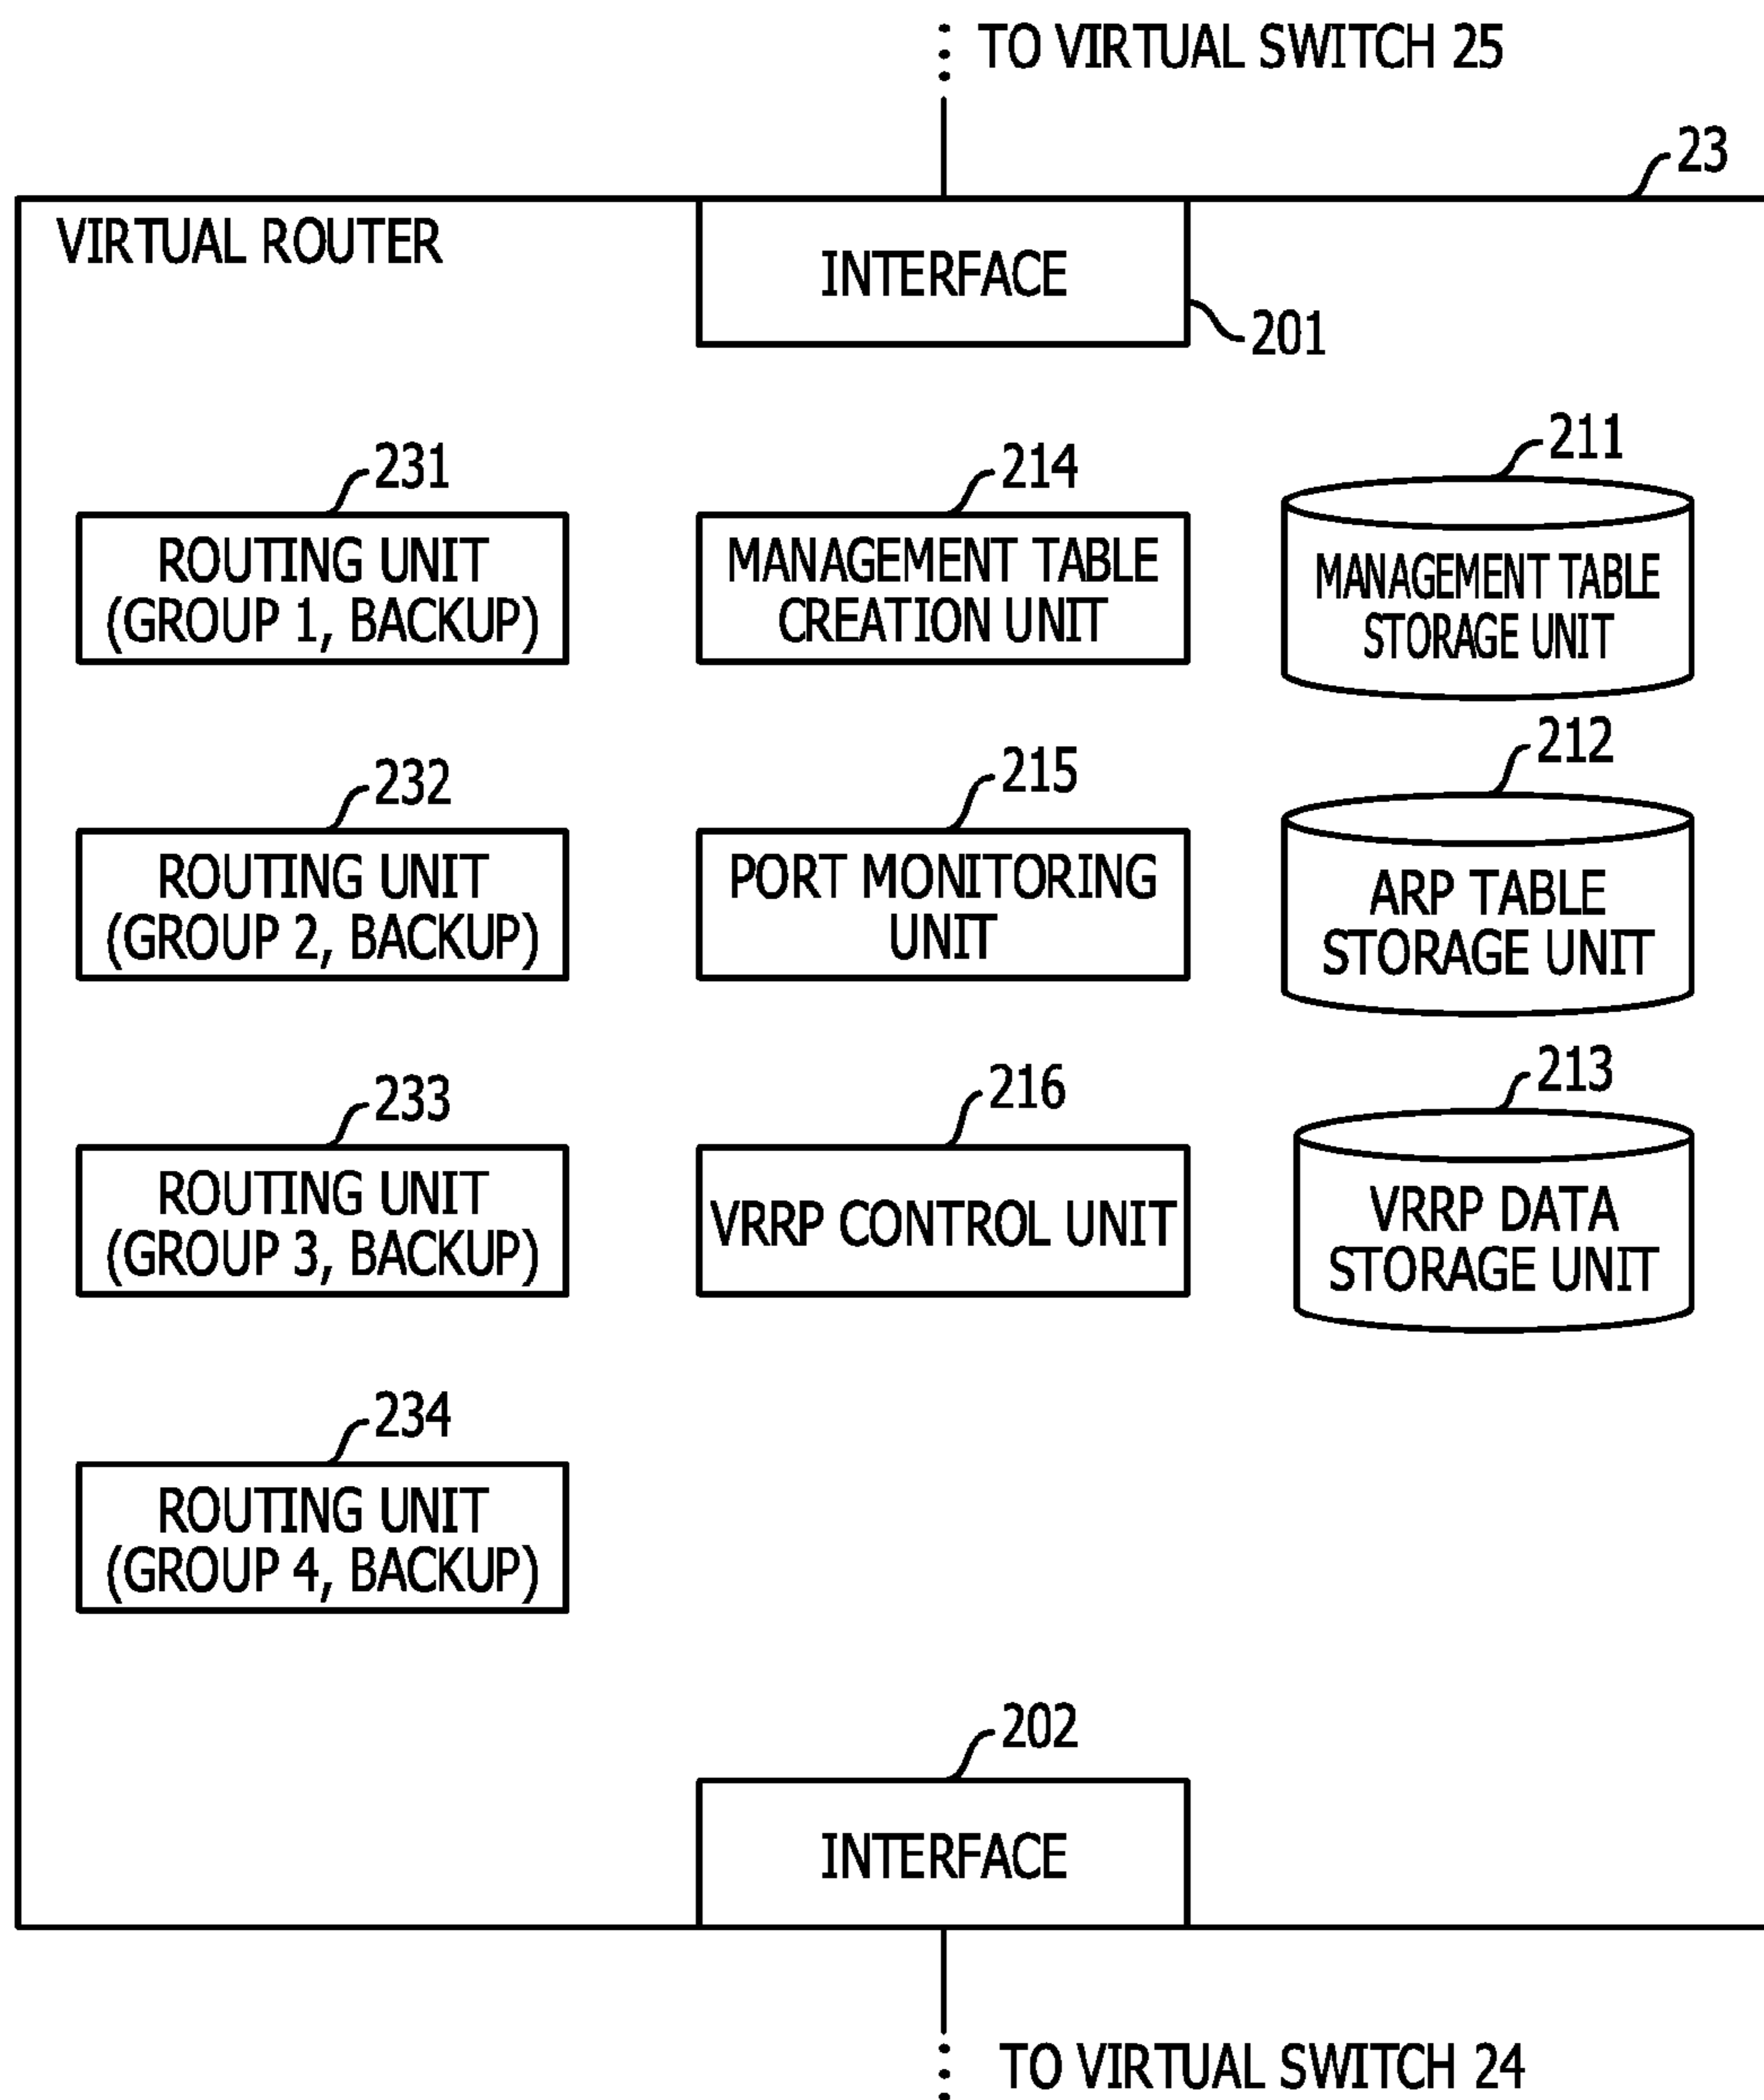 TO VIRTUAL SWITCH 25
23
VIRTUAL ROUTER
INTERFACE
201
231
ROUTING UNIT
(GROUP 1, BACKUP)
214
MANAGEMENT TABLE
CREATION UNIT
211
MANAGEMENT TABLE
STORAGE UNIT
232
ROUTING UNIT
(GROUP 2, BACKUP)
215
PORT MONITORING
UNIT
212
ARP TABLE
STORAGE UNIT
233
ROUTING UNIT
(GROUP 3, BACKUP)
216
VRRP CONTROL UNIT
213
VRRP DATA
STORAGE UNIT
234
ROUTING UNIT
(GROUP 4, BACKUP)
202
INTERFACE
TO VIRTUAL SWITCH 24